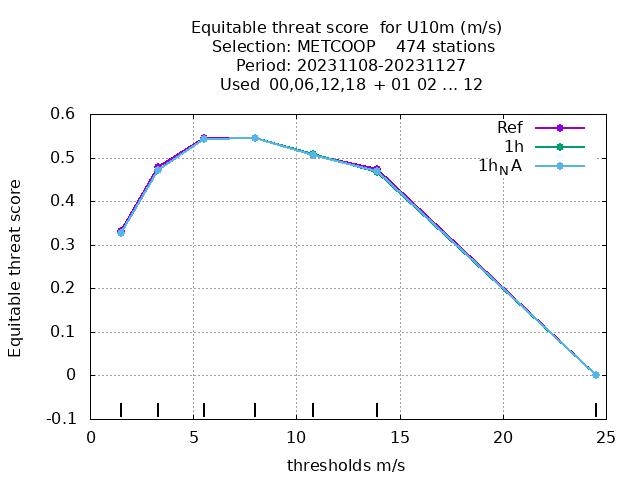 Equitable threat score for U10m (m/s)
Selection: METCOOP 474 stations
Period: 20231108-20231127
Used 00,06,12,18 + 01 02 ... 12
Ref
1h
1h_NA
0.6
0.5
0.4
0.3
0.2
0.1
0
-0.1
Equitable threat score
0 5 10 15 20 25
thresholds m/s